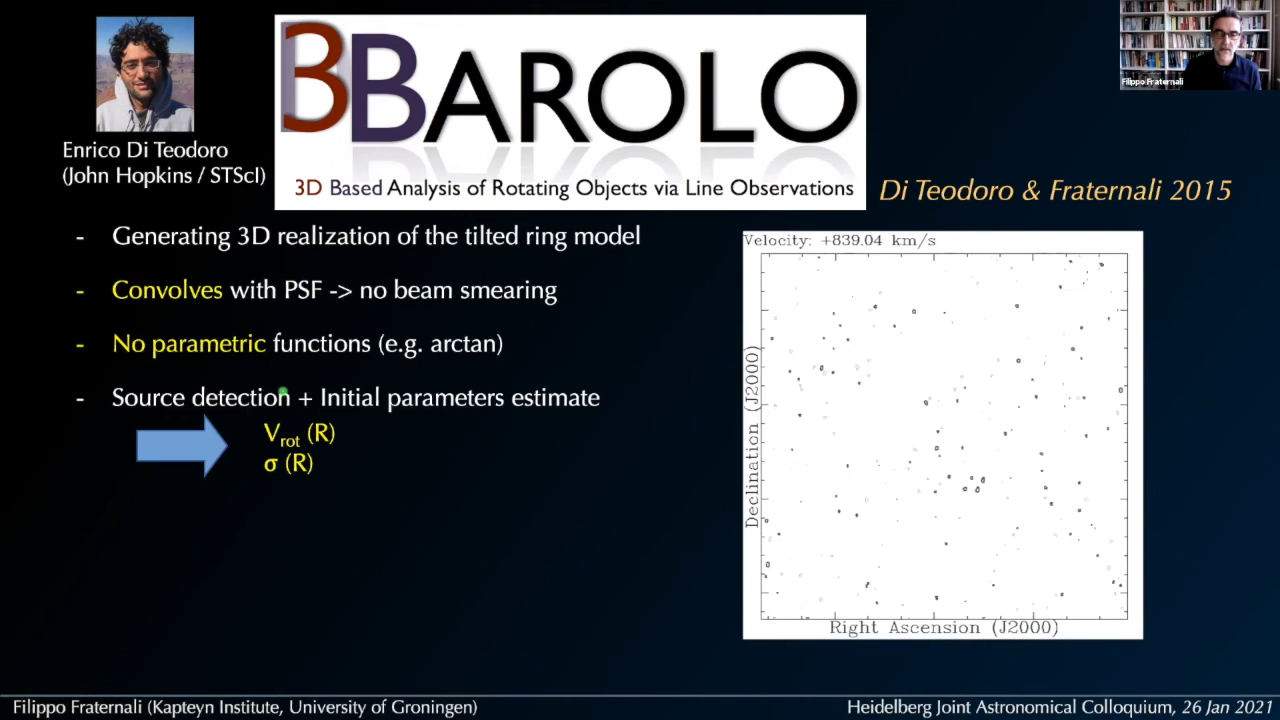 3BAROLO
3D Based Analysis of Rotating Objects via Line Observations
Filippo Fraternali
Enrico Di Teodoro
(John Hopkins / STScI)
Di Teodoro & Fraternali 2015
- Generating 3D realization of the tilted ring model
- Convolves with PSF -> no beam smearing
- No parametric functions (e.g. arctan)
- Source detection + Initial parameters estimate
Vrot (R)
σ (R)
Velocity: +839.04 km/s
Declination (J2000)
Right Ascension (J2000)
Filippo Fraternali (Kapteyn Institute, University of Groningen)
Heidelberg Joint Astronomical Colloquium, 26 Jan 2021